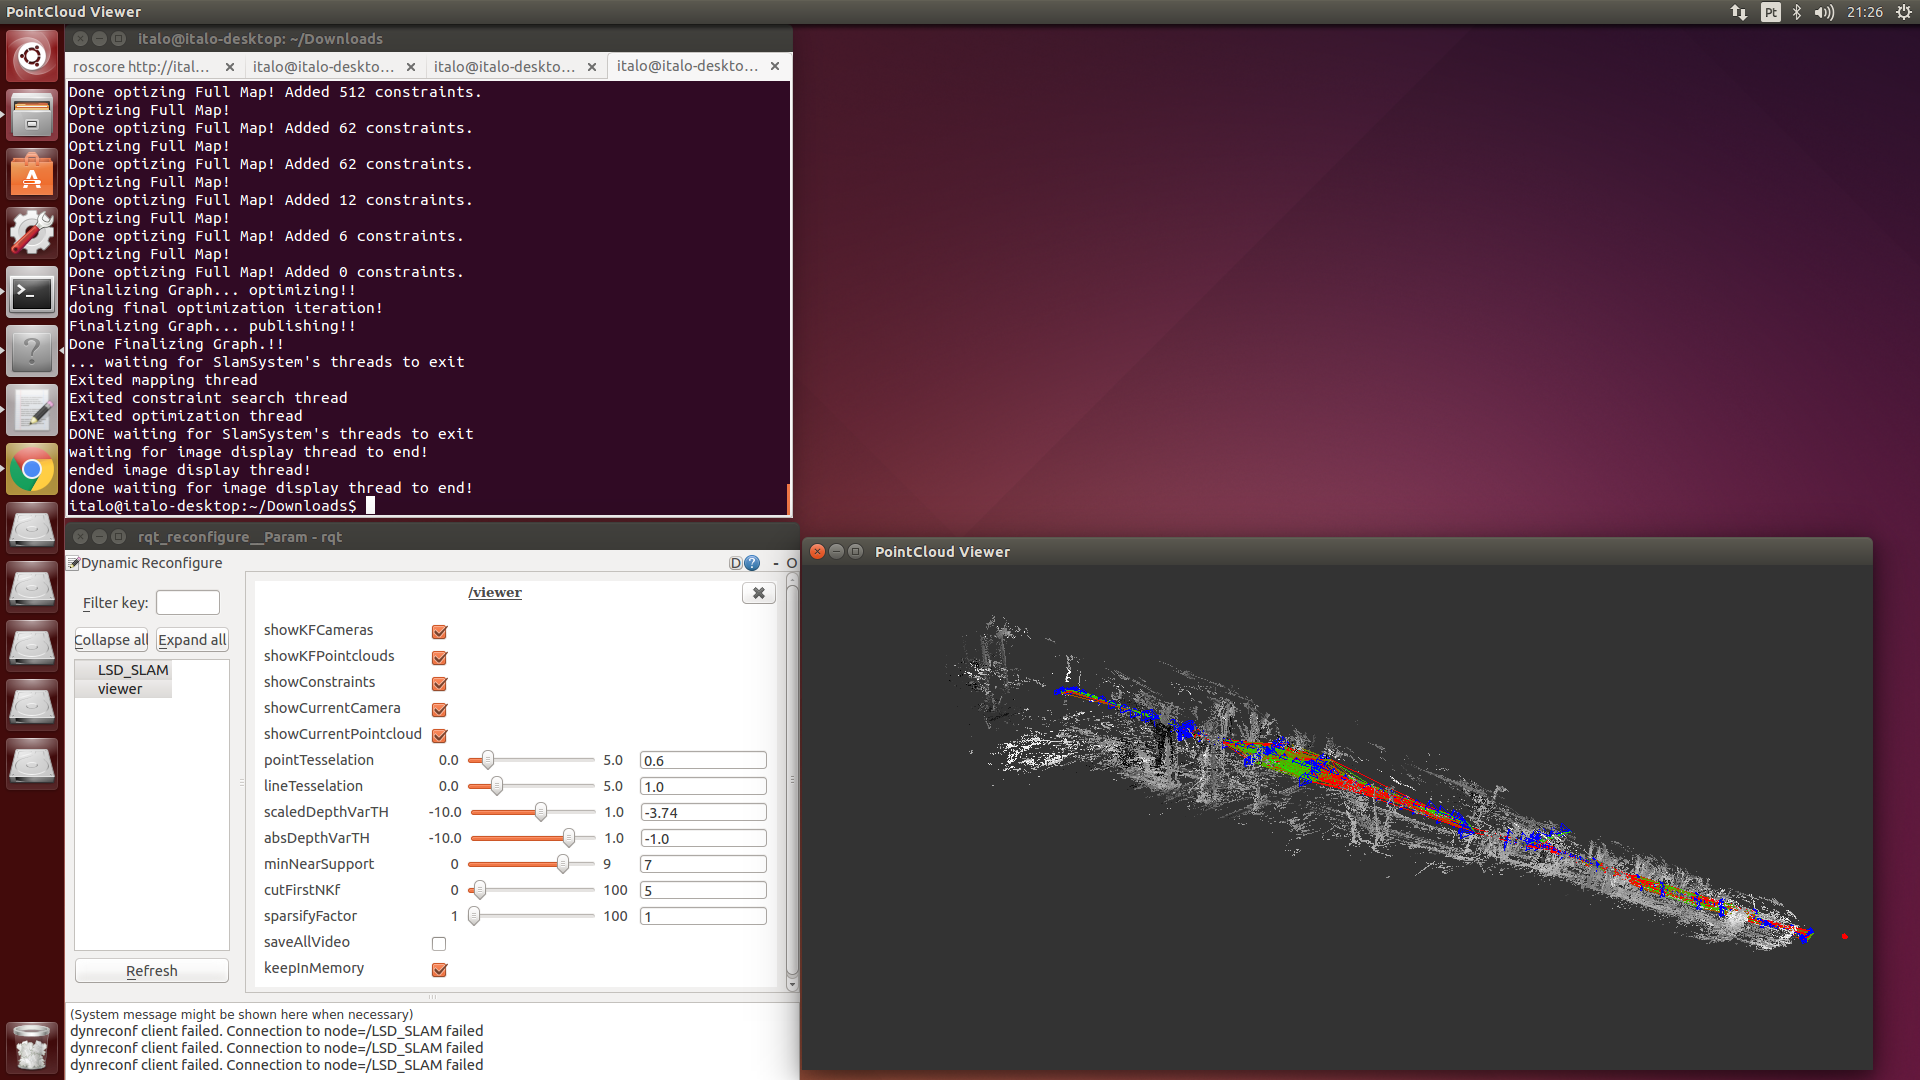 PointCloud Viewer
Pt
21:26
italo@italo-desktop: ~/Downloads
roscore http://ital...
italo@italo-deskto...
italo@italo-deskto...
italo@italo-deskto...
Done optizing Full Map! Added 512 constraints.
Optizing Full Map!
Done optizing Full Map! Added 62 constraints.
Optizing Full Map!
Done optizing Full Map! Added 62 constraints.
Optizing Full Map!
Done optizing Full Map! Added 12 constraints.
Optizing Full Map!
Done optizing Full Map! Added 6 constraints.
Optizing Full Map!
Done optizing Full Map! Added 0 constraints.
Finalizing Graph... optimizing!!
doing final optimization iteration!
Finalizing Graph... publishing!!
Done Finalizing Graph.!!
... waiting for SlamSystem's threads to exit
Exited mapping thread
Exited constraint search thread
Exited optimization thread
DONE waiting for SlamSystem's threads to exit
waiting for image display thread to end!
ended image display thread!
done waiting for image display thread to end!
italo@italo-desktop:~/Downloads$
rqt_reconfigure__Param - rqt
Dynamic Reconfigure
D ? - O
Filter key:
Collapse all
Expand all
LSD_SLAM
viewer
Refresh
/viewer
showKFCameras
showKFPointclouds
showConstraints
showCurrentCamera
showCurrentPointcloud
pointTesselation 0.0 5.0 0.6
lineTesselation 0.0 5.0 1.0
scaledDepthVarTH -10.0 1.0 -3.74
absDepthVarTH -10.0 1.0 -1.0
minNearSupport 0 9 7
cutFirstNKf 0 100 5
sparsifyFactor 1 100 1
saveAllVideo
keepInMemory
(System message might be shown here when necessary)
dynreconf client failed. Connection to node=/LSD_SLAM failed
dynreconf client failed. Connection to node=/LSD_SLAM failed
dynreconf client failed. Connection to node=/LSD_SLAM failed
PointCloud Viewer